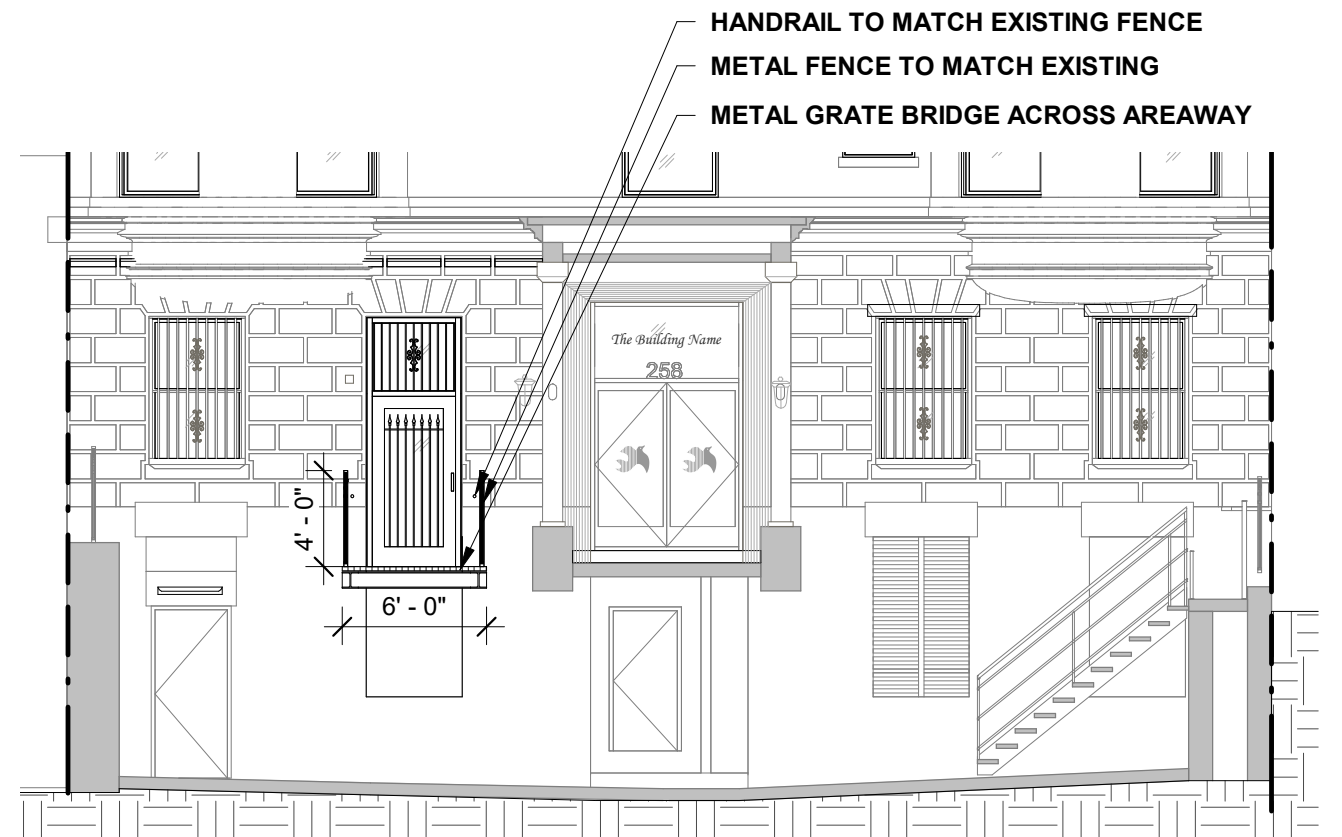 HANDRAIL TO MATCH EXISTING FENCE
METAL FENCE TO MATCH EXISTING
METAL GRATE BRIDGE ACROSS AREAWAY
The Building Name
258
4' - 0"
6' - 0"